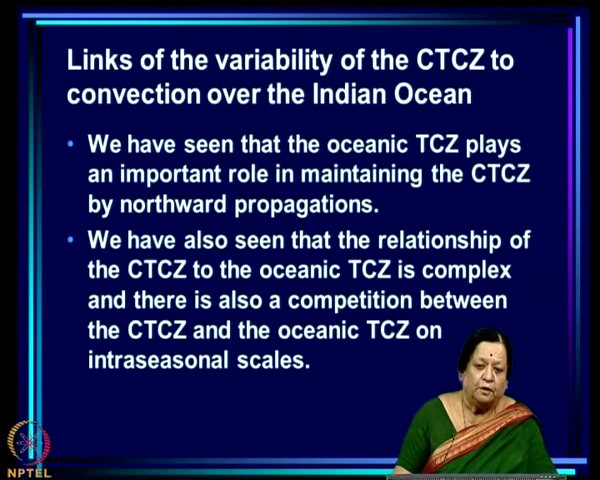 Links of the variability of the CTCZ to
convection over the Indian Ocean
• We have seen that the oceanic TCZ plays
an important role in maintaining the CTCZ
by northward propagations.
• We have also seen that the relationship of
the CTCZ to the oceanic TCZ is complex
and there is also a competition between
the CTCZ and the oceanic TCZ on
intraseasonal scales.
NPTEL